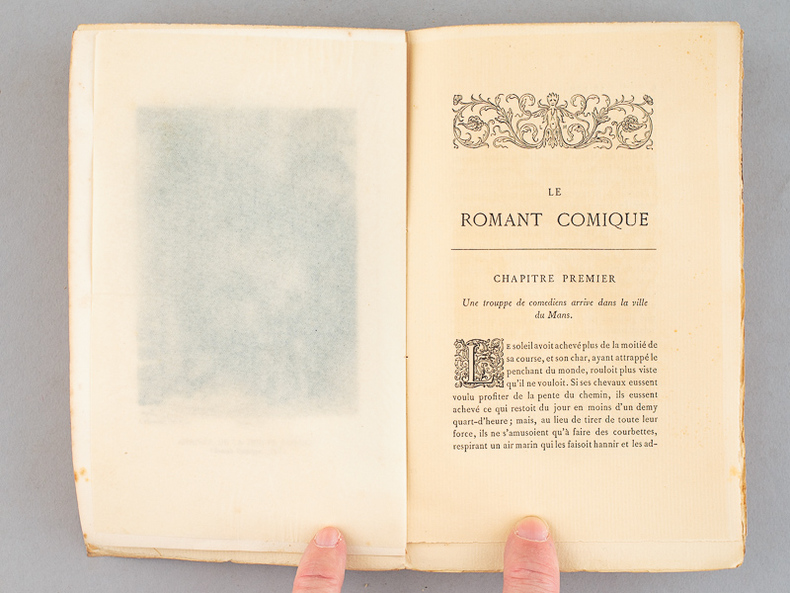 LE
ROMANT COMIQUE
CHAPITRE PREMIER
Une trouppe de comediens arrive dans la ville
du Mans.
LE soleil avoit achevé plus de la moitié de
sa course, et son char, ayant attrappé le
penchant du monde, rouloit plus viste
qu'il ne vouloit. Si ses chevaux eussent
voulu profiter de la pente du chemin, ils eussent
achevé ce qui restoit du jour en moins d'un demy
quart-d'heure; mais, au lieu de tirer de toute leur
force, ils ne s'amusoient qu'à faire des courbettes,
respirant un air marin qui les faisoit hannir et les ad-